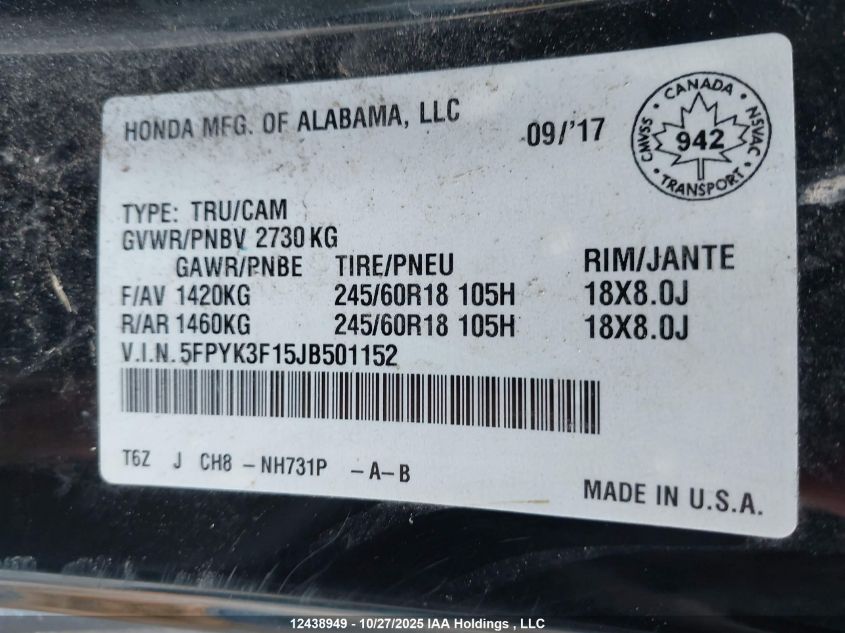 HONDA MFG. OF ALABAMA, LLC
09/'17
CANADA
CMVSS
NSVAC
942
TRANSPORT
TYPE: TRU/CAM
GVWR/PNBV 2730KG
GAWR/PNBE TIRE/PNEU RIM/JANTE
F/AV 1420KG 245/60R18 105H 18X8.0J
R/AR 1460KG 245/60R18 105H 18X8.0J
V.I.N. 5FPYK3F15JB501152
T6Z J CH8 - NH731P - A- B
MADE IN U.S.A.
12438949 - 10/27/2025 IAA Holdings , LLC